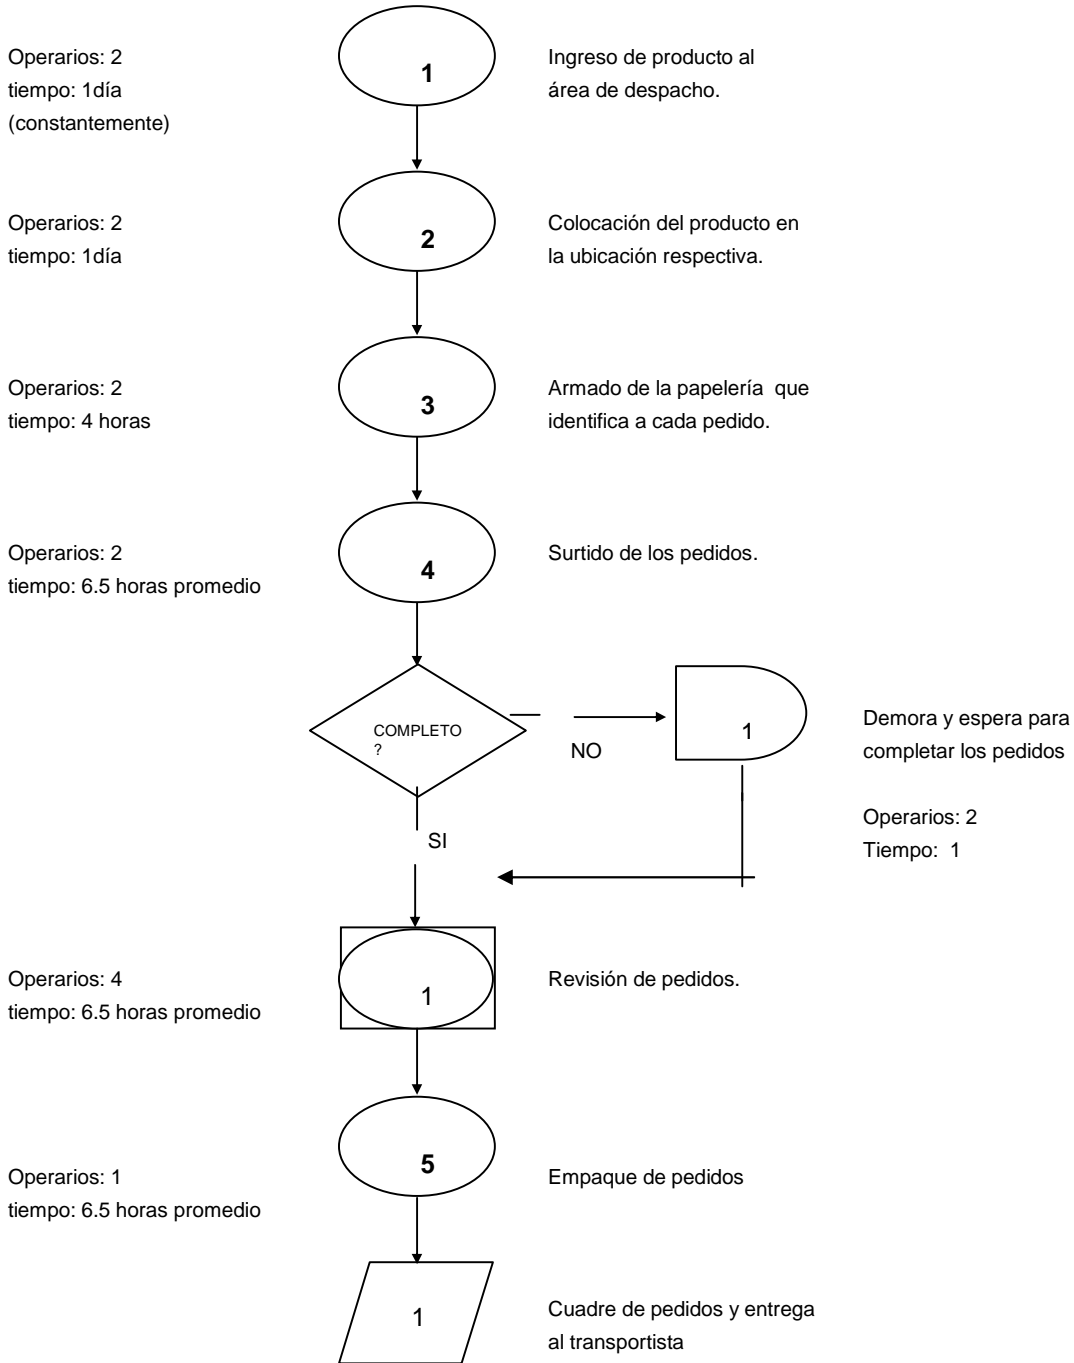 Operarios: 2
tiempo: 1día
(constantemente)
1
Ingreso de producto al
área de despacho.
Operarios: 2
tiempo: 1día
2
Colocación del producto en
la ubicación respectiva.
Operarios: 2
tiempo: 4 horas
3
Armado de la papelería  que
identifica a cada pedido.
Operarios: 2
tiempo: 6.5 horas promedio
4
Surtido de los pedidos.
COMPLETO
?
NO
1
Demora y espera para
completar los pedidos
Operarios: 2
Tiempo:  1
SI
Operarios: 4
tiempo: 6.5 horas promedio
1
Revisión de pedidos.
Operarios: 1
tiempo: 6.5 horas promedio
5
Empaque de pedidos
1
Cuadre de pedidos y entrega
al transportista